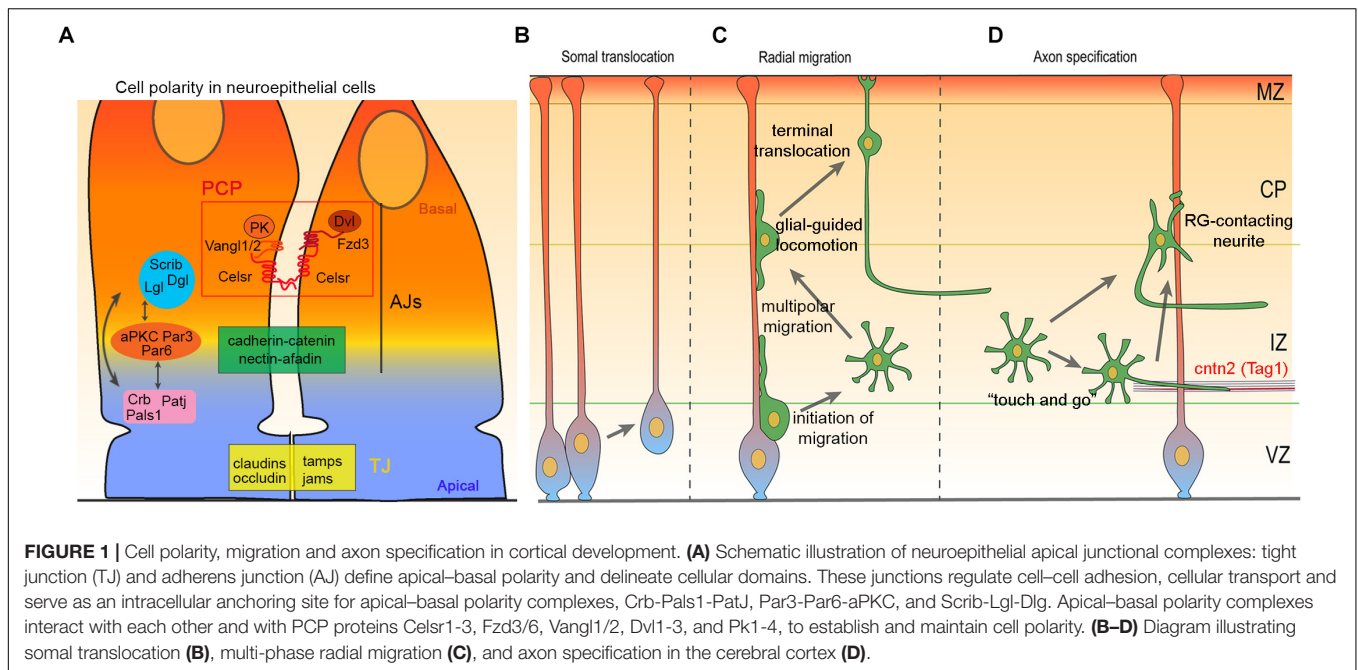 A
B
C
D
Cell polarity in neuroepithelial cells
Somal translocation
Radial migration
Axon specification
PCP
Basal
PK
Dvl
Vangl1/2
Fzd3
Celsr
Celsr
Scrib
Lgl
Dgl
AJs
aPKC Par3
Par6
cadherin-catenin
nectin-afadin
Crb
Patj
Pals1
claudins
occludin
tamps
jams
TJ
Apical
terminal
translocation
glial-guided
locomotion
multipolar
migration
initiation of
migration
MZ
CP
RG-contacting
neurite
IZ
cntn2 (Tag1)
“touch and go”
VZ
FIGURE 1 | Cell polarity, migration and axon specification in cortical development. (A) Schematic illustration of neuroepithelial apical junctional complexes: tight
junction (TJ) and adherens junction (AJ) define apical–basal polarity and delineate cellular domains. These junctions regulate cell–cell adhesion, cellular transport and
serve as an intracellular anchoring site for apical–basal polarity complexes, Crb-Pals1-PatJ, Par3-Par6-aPKC, and Scrib-Lgl-Dlg. Apical–basal polarity complexes
interact with each other and with PCP proteins Celsr1-3, Fzd3/6, Vangl1/2, Dvl1-3, and Pk1-4, to establish and maintain cell polarity. (B–D) Diagram illustrating
somal translocation (B), multi-phase radial migration (C), and axon specification in the cerebral cortex (D).